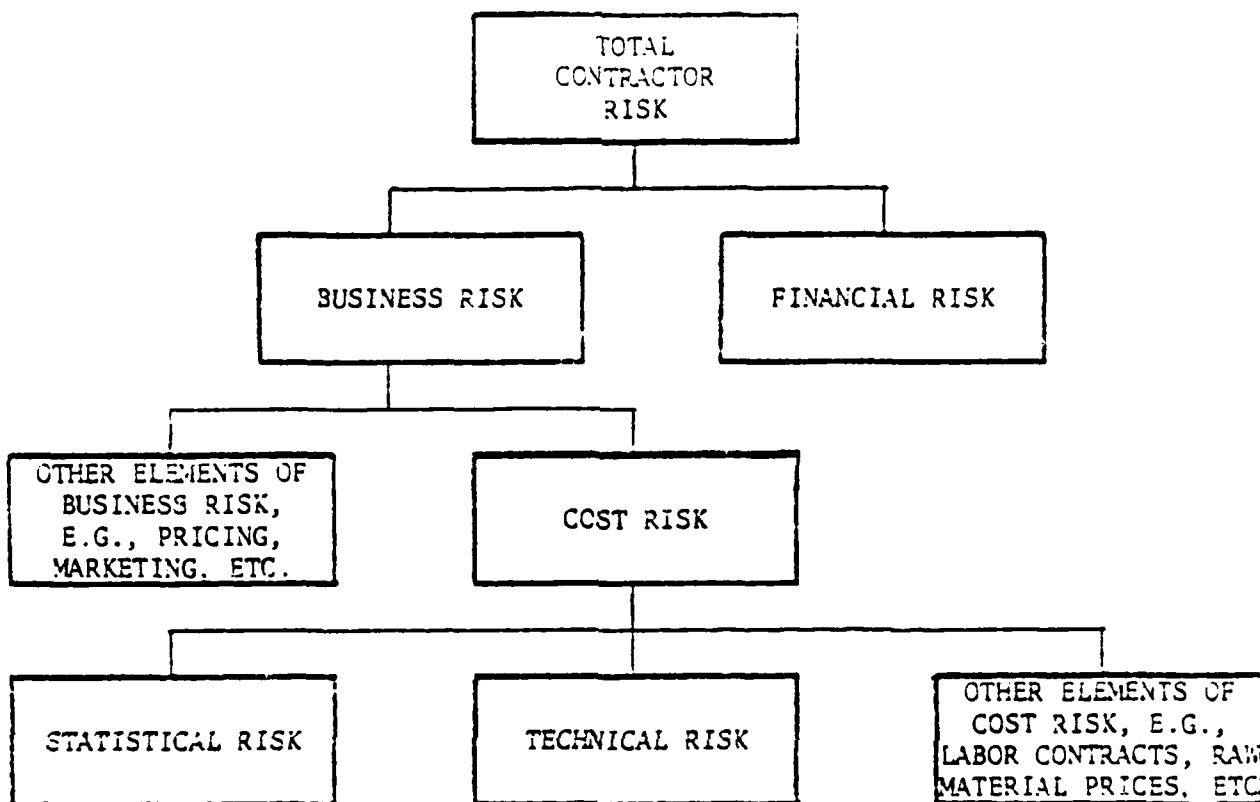 TOTAL
CONTRACTOR
RISK
BUSINESS RISK
FINANCIAL RISK
OTHER ELEMENTS OF
BUSINESS RISK,
E.G., PRICING,
MARKETING, ETC.
COST RISK
STATISTICAL RISK
TECHNICAL RISK
OTHER ELEMENTS OF
COST RISK, E.G.,
LABOR CONTRACTS, RAW
MATERIAL PRICES, ETC